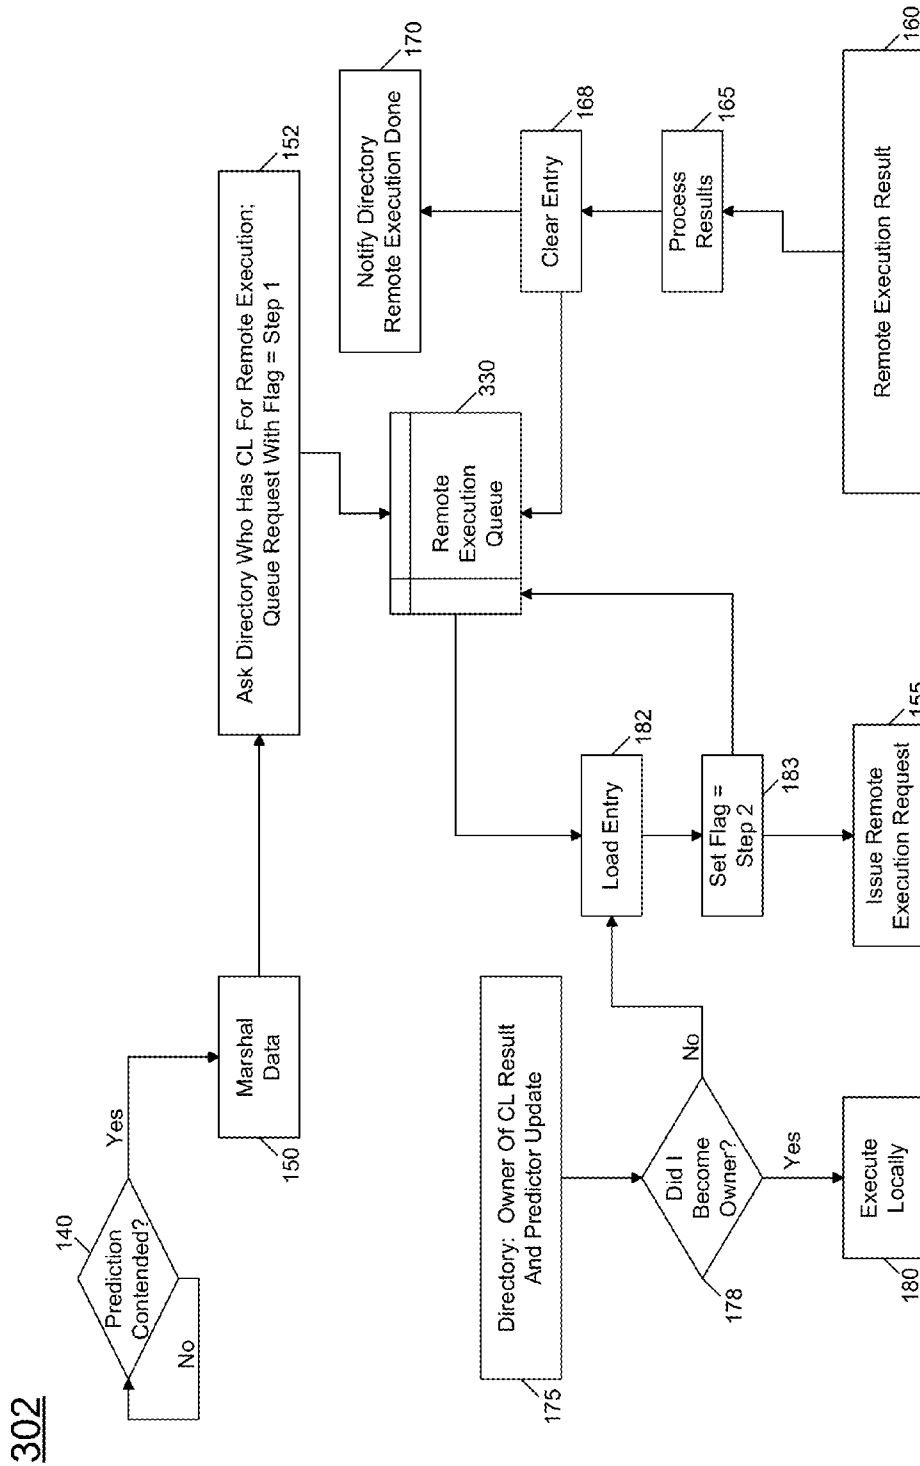 302
Prediction
Contended?
140
No
Yes
Marshal
Data
150
Ask Directory Who Has CL For Remote Execution;
Queue Request With Flag = Step 1
152
Remote
Execution
Queue
330
Notify Directory
Remote Execution Done
170
Clear Entry
168
Process
Results
165
Remote Execution Result
160
Directory: Owner Of CL Result
And Predictor Update
175
Did I
Become
Owner?
178
No
Yes
Execute
Locally
180
Load Entry
182
Set Flag =
Step 2
183
Issue Remote
Execution Request
155